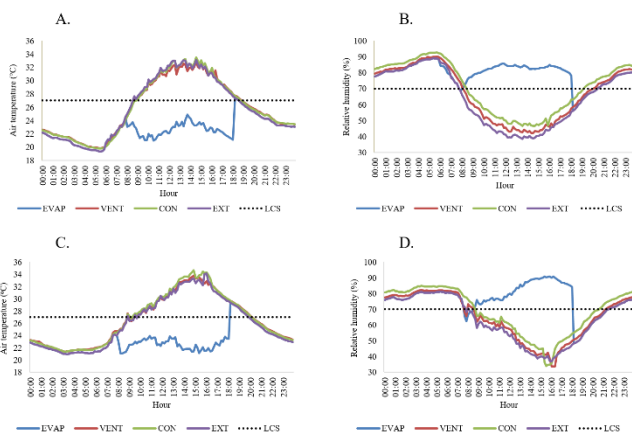 A.
B.
36
34
32
30
28
26
24
22
20
18
Air temperature (°C)
00:00 01:00 02:00 03:00 04:00 05:00 06:00 07:00 08:00 09:00 10:00 11:00 12:00 13:00 14:00 15:00 16:00 17:00 18:00 19:00 20:00 21:00 22:00 23:00
Hour
EVAP VENT CON EXT LCS
100
90
80
70
60
50
40
30
Relative humidity (%)
00:00 01:00 02:00 03:00 04:00 05:00 06:00 07:00 08:00 09:00 10:00 11:00 12:00 13:00 14:00 15:00 16:00 17:00 18:00 19:00 20:00 21:00 22:00 23:00
Hour
EVAP VENT CON EXT LCS
C.
D.
36
34
32
30
28
26
24
22
20
18
Air temperature (°C)
00:00 01:00 02:00 03:00 04:00 05:00 06:00 07:00 08:00 09:00 10:00 11:00 12:00 13:00 14:00 15:00 16:00 17:00 18:00 19:00 20:00 21:00 22:00 23:00
Hour
EVAP VENT CON EXT LCS
100
90
80
70
60
50
40
30
Relative humidity (%)
00:00 01:00 02:00 03:00 04:00 05:00 06:00 07:00 08:00 09:00 10:00 11:00 12:00 13:00 14:00 15:00 16:00 17:00 18:00 19:00 20:00 21:00 22:00 23:00
Hour
EVAP VENT CON EXT LCS